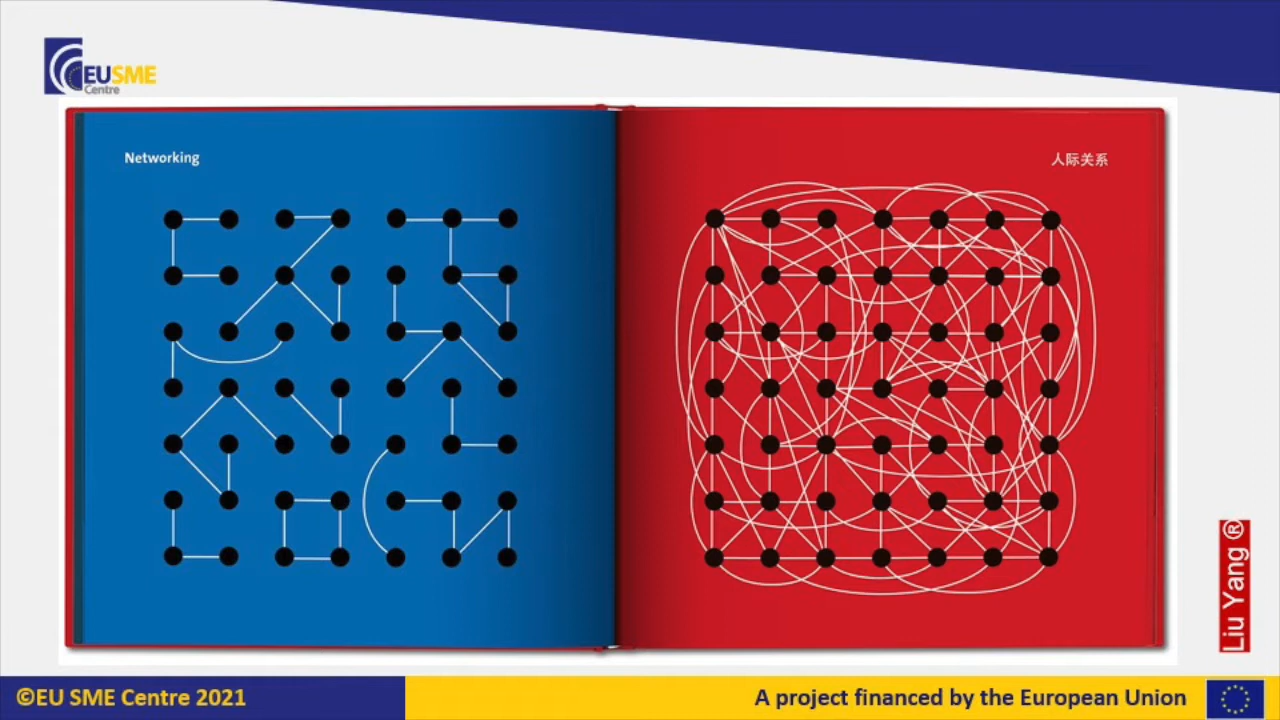 EUSME
Centre
Networking
人际关系
Liu Yang ®
©EU SME Centre 2021
A project financed by the European Union